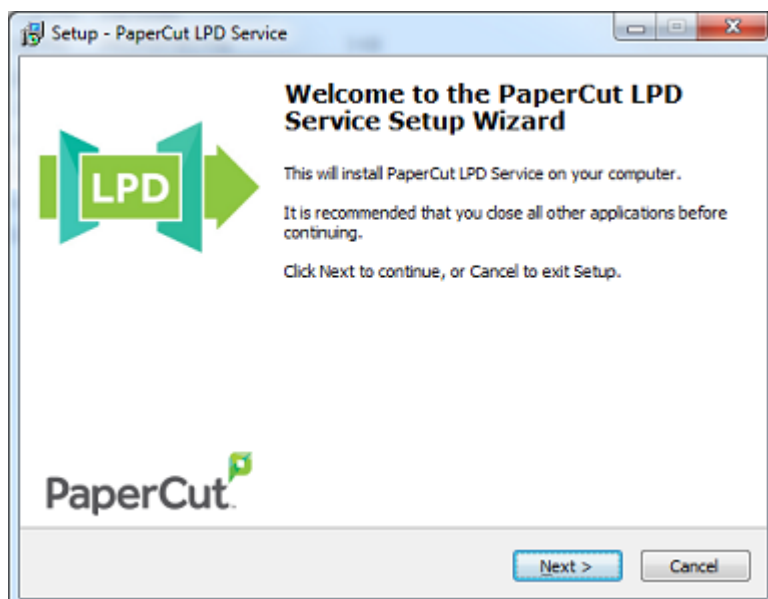 Setup - PaperCut LPD Service
Welcome to the PaperCut LPD
Service Setup Wizard
LPD
This will install PaperCut LPD Service on your computer.
It is recommended that you close all other applications before
continuing.
Click Next to continue, or Cancel to exit Setup.
PaperCut
Next >
Cancel